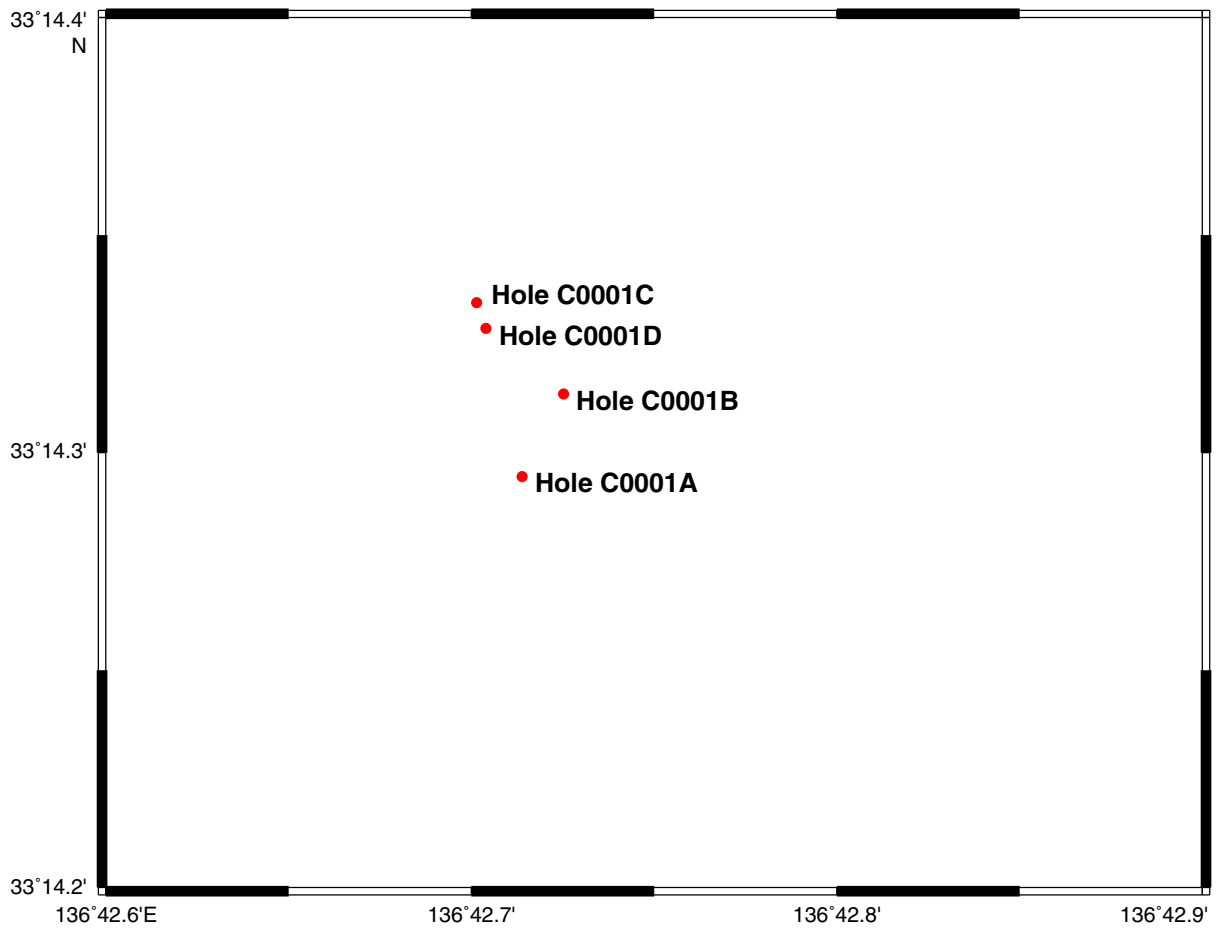 33˚14.4'
N
Hole C0001C
Hole C0001D
Hole C0001B
33˚14.3'
Hole C0001A
33˚14.2'
136˚42.6'E 136˚42.7' 136˚42.8' 136˚42.9'